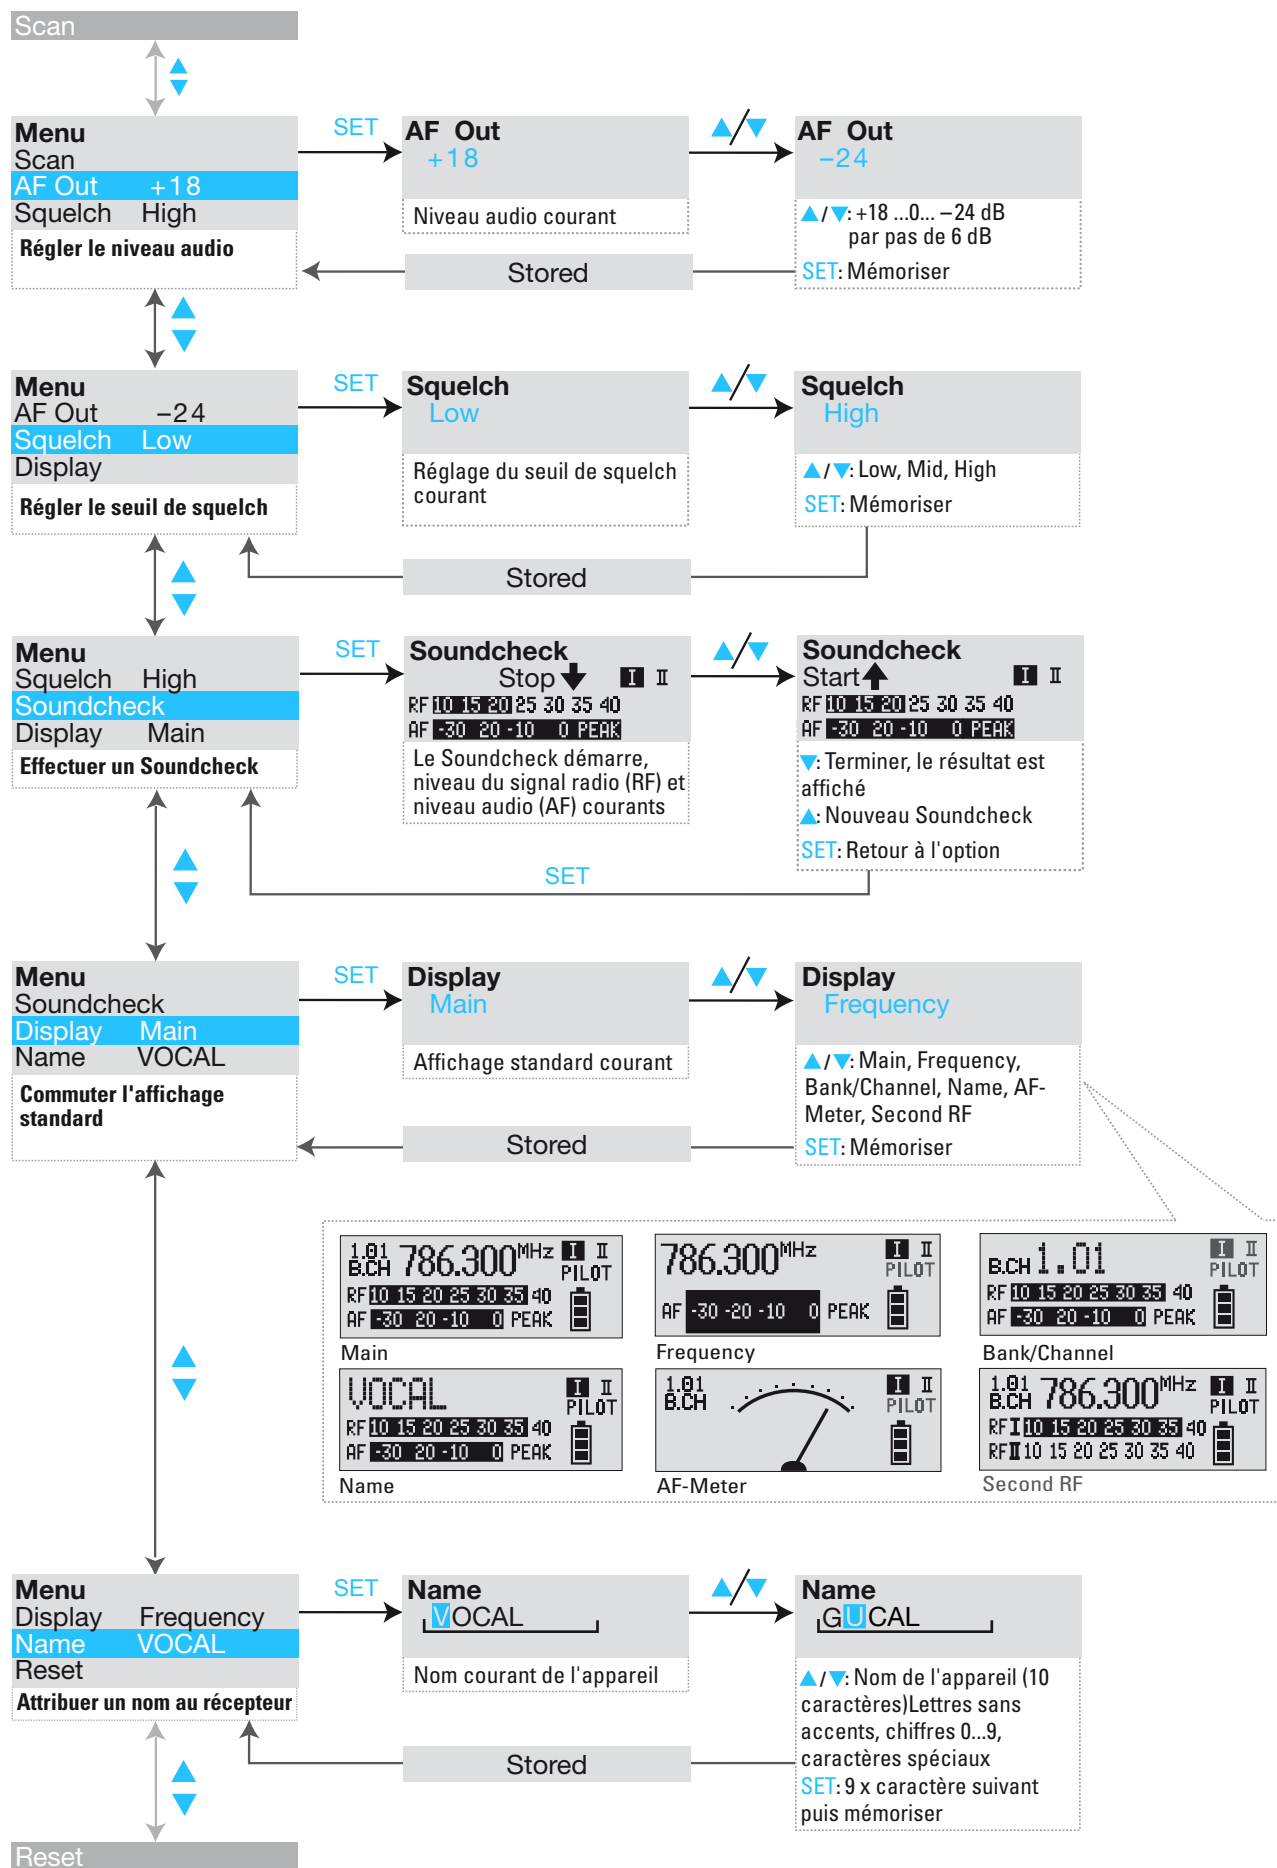 Scan
Menu
Scan
AF Out +18
Squelch High
Régler le niveau audio
SET
AF Out
+18
Niveau audio courant
AF Out
–24
▲/▼: +18 ...0... –24 dB
par pas de 6 dB
SET: Mémoriser
Stored
Menu
AF Out –24
Squelch Low
Display
Régler le seuil de squelch
SET
Squelch
Low
Réglage du seuil de squelch
courant
Squelch
High
▲/▼: Low, Mid, High
SET: Mémoriser
Stored
Menu
Squelch High
Soundcheck
Display Main
Effectuer un Soundcheck
SET
Soundcheck
Stop I II
RF 10 15 20 25 30 35 40
AF -30 20 -10 0 PEAK
Le Soundcheck démarre,
niveau du signal radio (RF) et
niveau audio (AF) courants
Soundcheck
Start I II
RF 10 15 20 25 30 35 40
AF -30 20 -10 0 PEAK
▼: Terminer, le résultat est
affiché
▲: Nouveau Soundcheck
SET: Retour à l'option
SET
Menu
Soundcheck
Display Main
Name VOCAL
Commuter l'affichage
standard
SET
Display
Main
Affichage standard courant
Display
Frequency
▲/▼: Main, Frequency,
Bank/Channel, Name, AF-
Meter, Second RF
SET: Mémoriser
Stored
1.01
B.CH 786.300 MHz I II
PILOT
RF 10 15 20 25 30 35 40
AF -30 20 -10 0 PEAK
Main
786.300 MHz I II
PILOT
AF -30 -20 -10 0 PEAK
Frequency
B.CH 1.01 I II
PILOT
RF 10 15 20 25 30 35 40
AF -30 20 -10 0 PEAK
Bank/Channel
VOCAL I II
PILOT
RF 10 15 20 25 30 35 40
AF -30 20 -10 0 PEAK
Name
1.01
B.CH I II
PILOT
AF-Meter
1.01
B.CH 786.300 MHz I II
PILOT
RF I 10 15 20 25 30 35 40
RF II 10 15 20 25 30 35 40
Second RF
Menu
Display Frequency
Name VOCAL
Reset
Attribuer un nom au récepteur
SET
Name
VOCAL
Nom courant de l'appareil
Name
GUCAL
▲/▼: Nom de l'appareil (10
caractères)Lettres sans
accents, chiffres 0...9,
caractères spéciaux
SET: 9 x caractère suivant
puis mémoriser
Stored
Reset